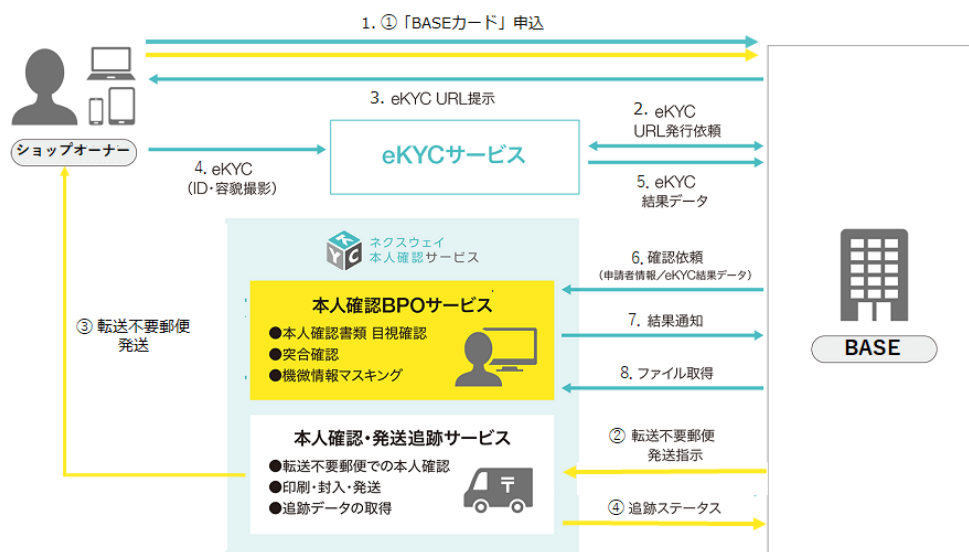 1. ①「BASEカード」申込
3. eKYC URL提示
2. eKYC
URL発行依頼
ショップオーナー
4. eKYC
（ID・容貌撮影）
eKYCサービス
5. eKYC
結果データ
KYC
ネクスウェイ
本人確認サービス
6. 確認依頼
（申請者情報／eKYC結果データ）
本人確認BPOサービス
●本人確認書類 目視確認
●突合確認
●機微情報マスキング
7. 結果通知
8. ファイル取得
BASE
③ 転送不要郵便
発送
本人確認・発送追跡サービス
●転送不要郵便での本人確認
●印刷・封入・発送
●追跡データの取得
〒
② 転送不要郵便
発送指示
④ 追跡ステータス